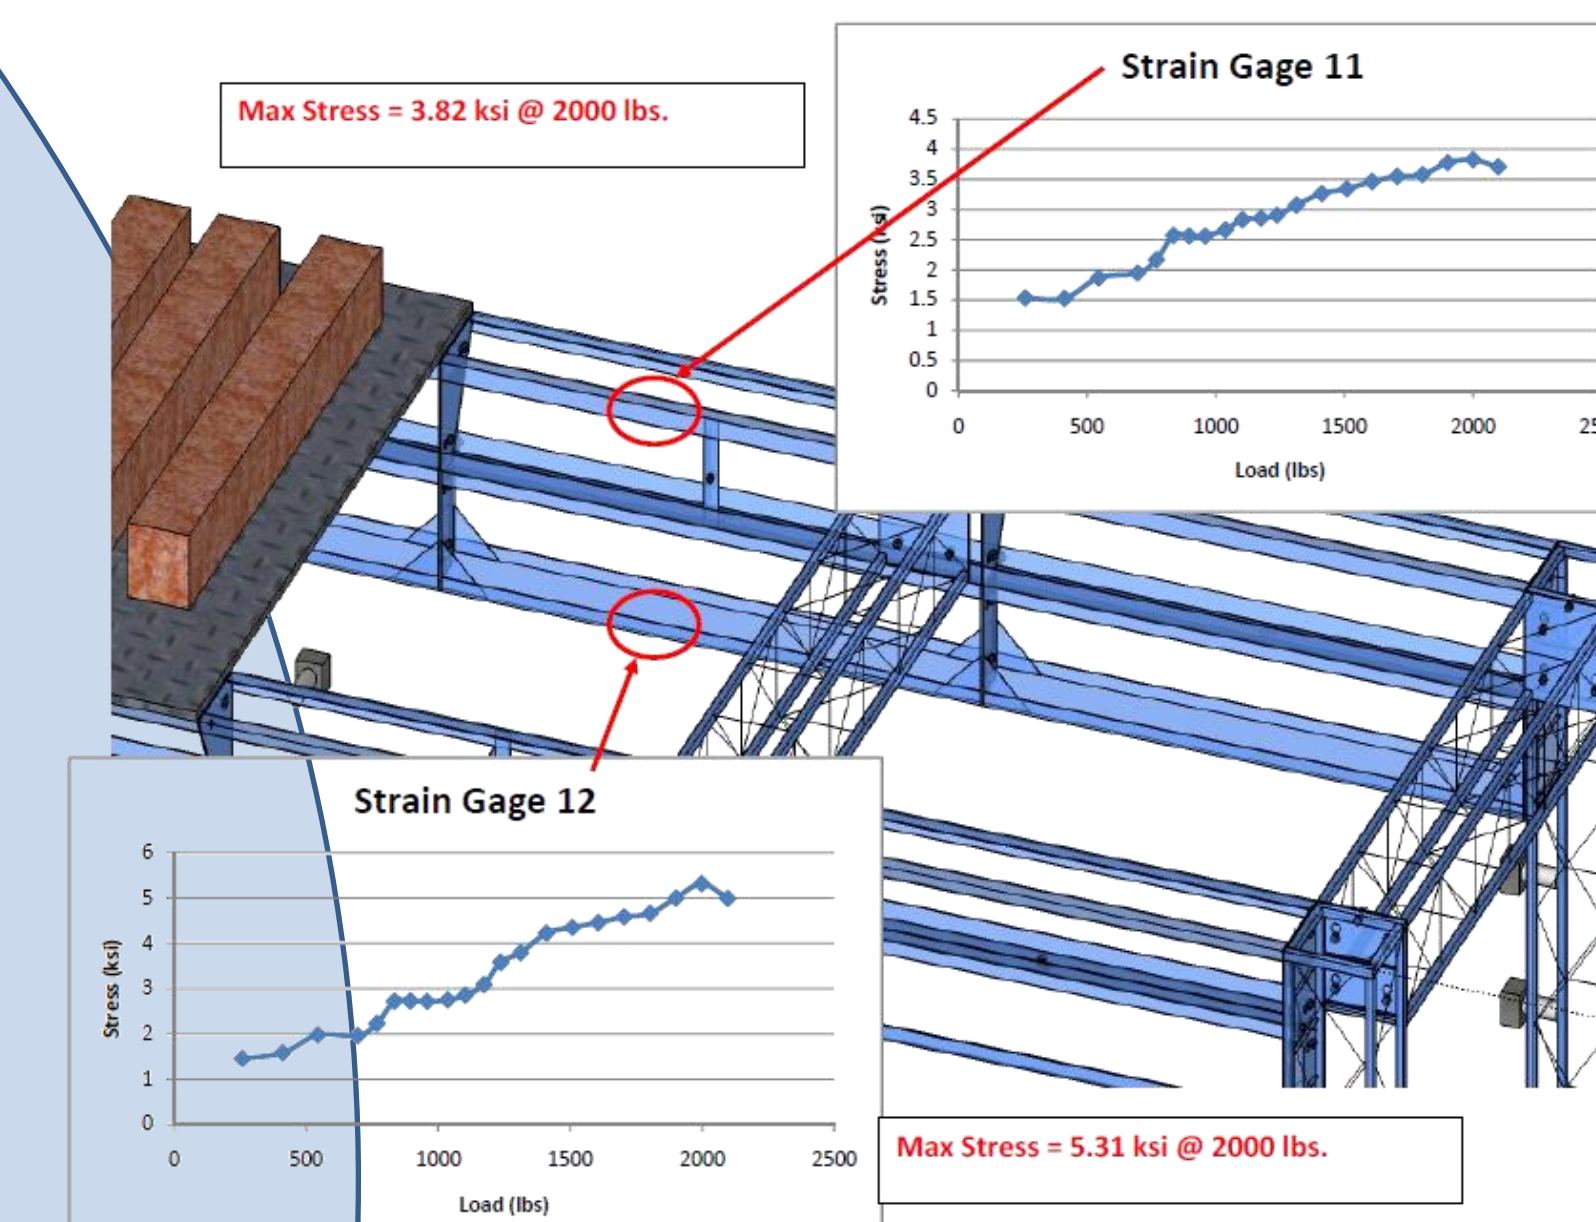 Max Stress = 3.82 ksi @ 2000 lbs.
Strain Gage 11
4.5
4
3.5
3
2.5
2
1.5
1
0.5
0
Stress (ksi)
0 500 1000 1500 2000 25
Load (lbs)
Strain Gage 12
6
5
4
3
2
1
0
Stress (ksi)
0 500 1000 1500 2000 2500
Load (lbs)
Max Stress = 5.31 ksi @ 2000 lbs.